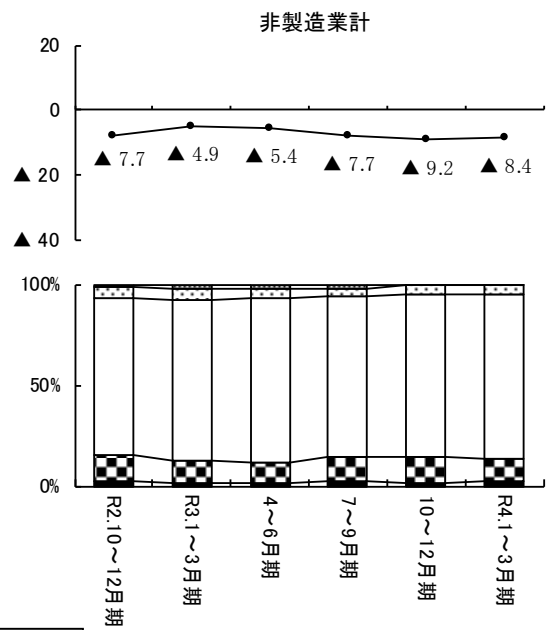 非製造業計
20
0
▲ 20
▲ 40
▲ 7.7
▲ 4.9
▲ 5.4
▲ 7.7
▲ 9.2
▲ 8.4
100%
50%
0%
R2.10～12月期
R3.1～3月期
4～6月期
7～9月期
10～12月期
R4.1～3月期